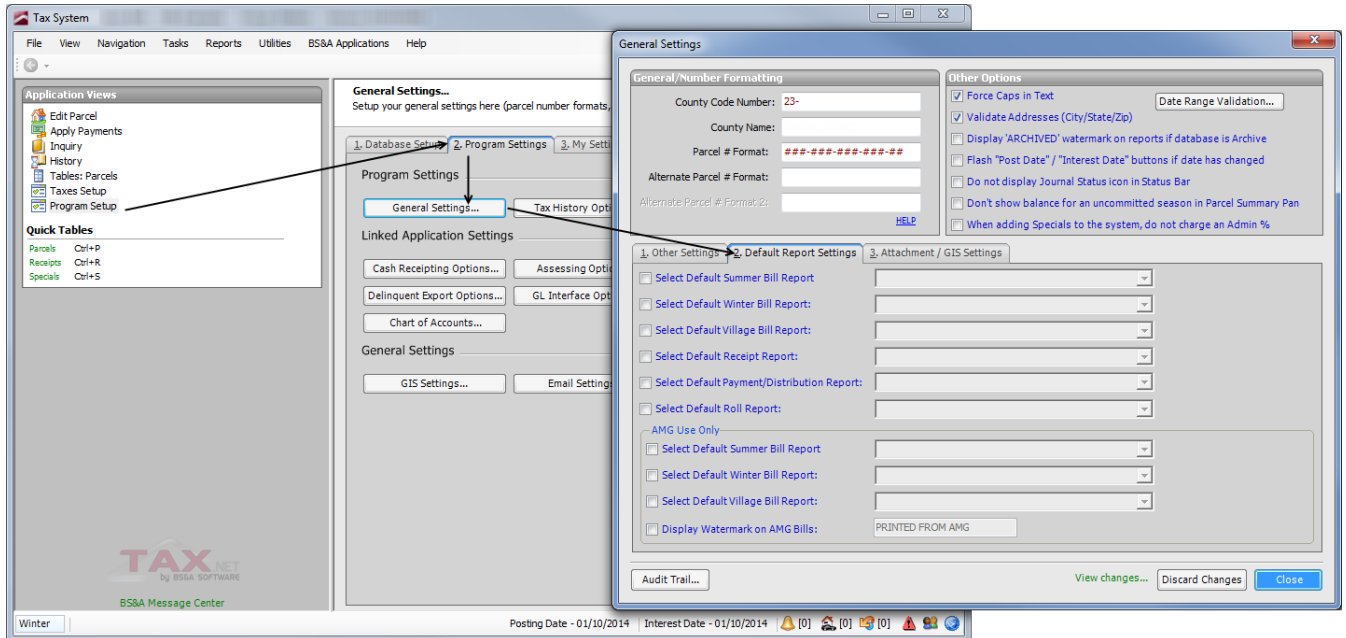 Tax System
File View Navigation Tasks Reports Utilities BS&A Applications Help
Application Views
Edit Parcel
Apply Payments
Inquiry
History
Tables: Parcels
Taxes Setup
Program Setup
Quick Tables
Parcels Ctrl+P
Receipts Ctrl+R
Specials Ctrl+S
TAX.NET
by BS&A SOFTWARE
BS&A Message Center
General Settings...
Setup your general settings here (parcel number formats,
1. Database Setup 2. Program Settings 3. My Setti
Program Settings
General Settings... Tax History Opti
Linked Application Settings
Cash Receipting Options... Assessing Optio
Delinquent Export Options... GL Interface Opt
Chart of Accounts...
General Settings
GIS Settings... Email Setting
Winter
Posting Date - 01/10/2014 Interest Date - 01/10/2014 [0] [0] [0]
General Settings
General/Number Formatting
County Code Number: 23-
County Name:
Parcel # Format: ###-###-###-###-##
Alternate Parcel # Format:
Alternate Parcel # Format 2:
HELP
Other Options
Force Caps in Text Date Range Validation...
Validate Addresses (City/State/Zip)
Display 'ARCHIVED' watermark on reports if database is Archive
Flash "Post Date" / "Interest Date" buttons if date has changed
Do not display Journal Status icon in Status Bar
Don't show balance for an uncommitted season in Parcel Summary Pan
When adding Specials to the system, do not charge an Admin %
1. Other Settings 2. Default Report Settings 3. Attachment / GIS Settings
Select Default Summer Bill Report
Select Default Winter Bill Report:
Select Default Village Bill Report:
Select Default Receipt Report:
Select Default Payment/Distribution Report:
Select Default Roll Report:
AMG Use Only
Select Default Summer Bill Report
Select Default Winter Bill Report:
Select Default Village Bill Report:
Display Watermark on AMG Bills: PRINTED FROM AMG
Audit Trail... View changes... Discard Changes Close